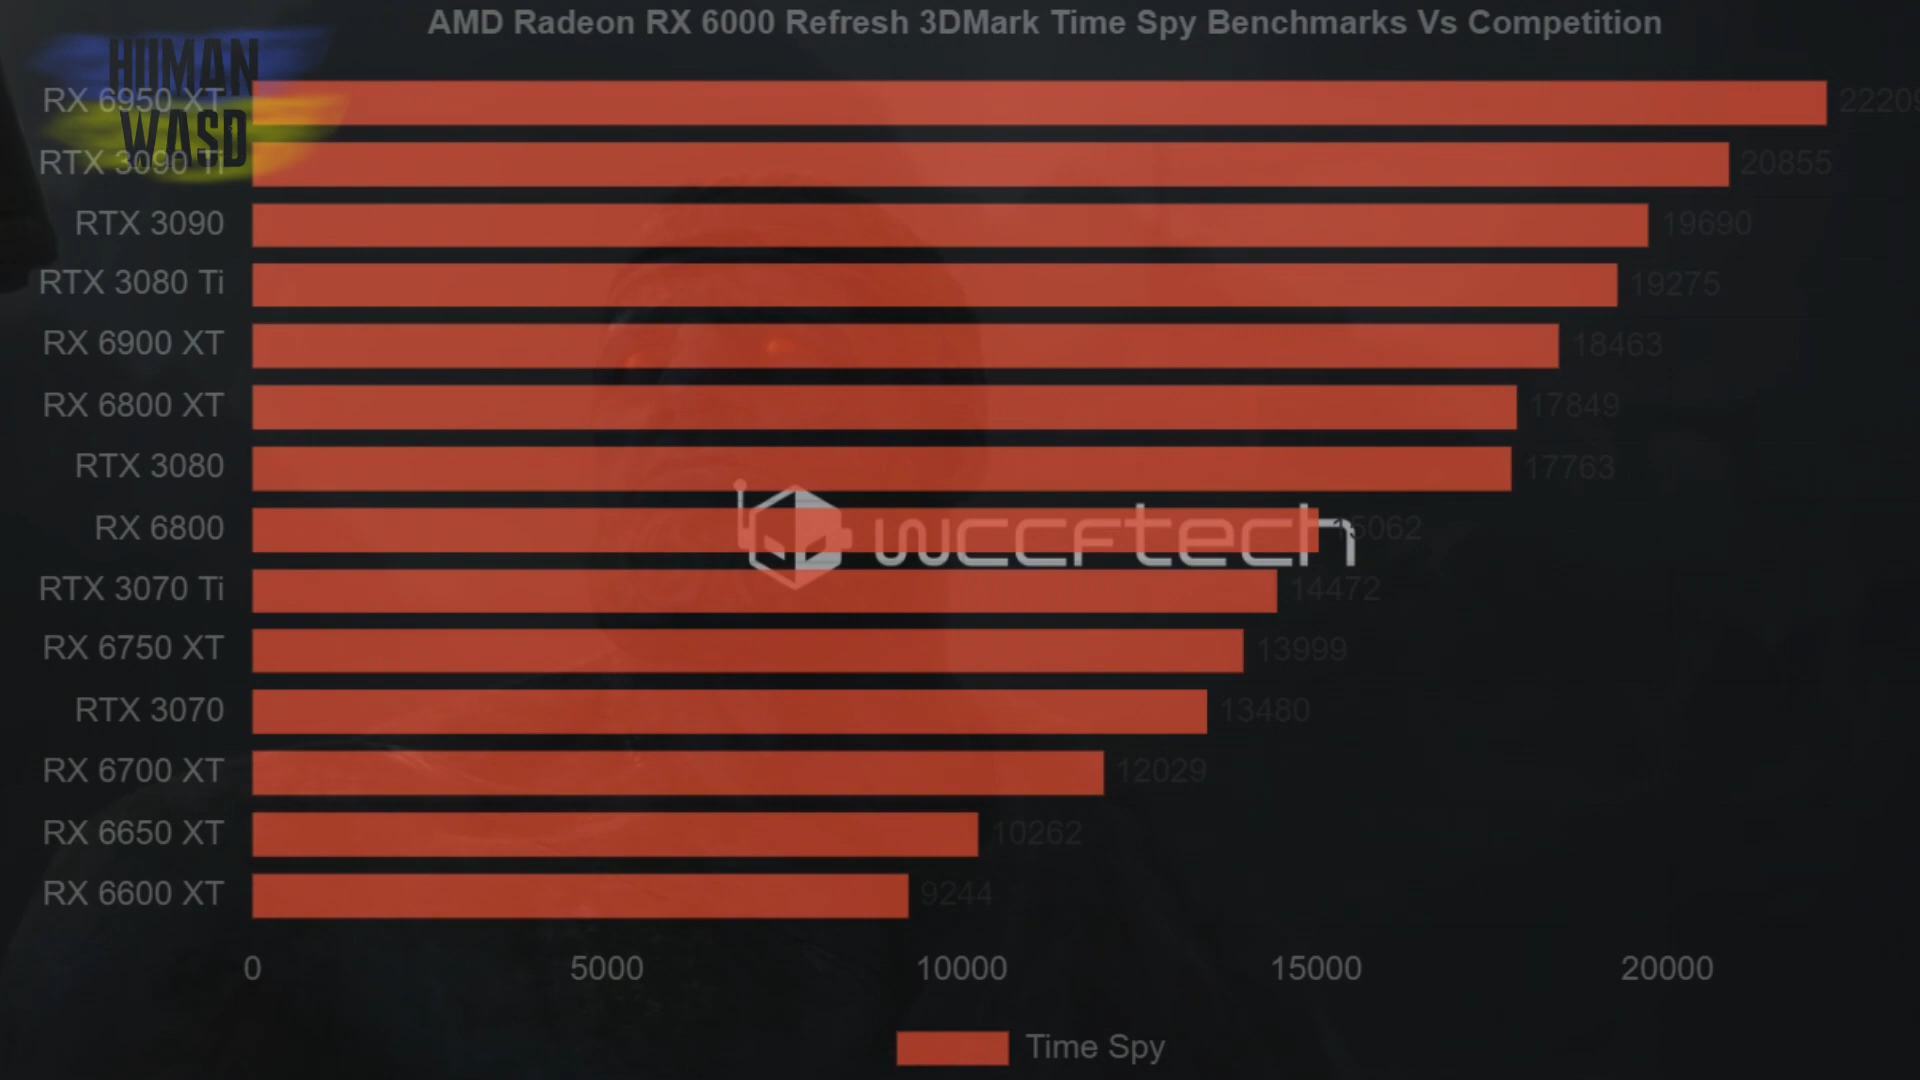 AMD Radeon RX 6000 Refresh 3DMark Time Spy Benchmarks Vs Competition
HUMAN
WASD
RX 6950 XT 22209
RTX 3090 Ti 20855
RTX 3090 19690
RTX 3080 Ti 19275
RX 6900 XT 18463
RX 6800 XT 17849
RTX 3080 17763
RX 6800 15062
wccftech
RTX 3070 Ti 14472
RX 6750 XT 13999
RTX 3070 13480
RX 6700 XT 12029
RX 6650 XT 10262
RX 6600 XT 9244
0 5000 10000 15000 20000
Time Spy